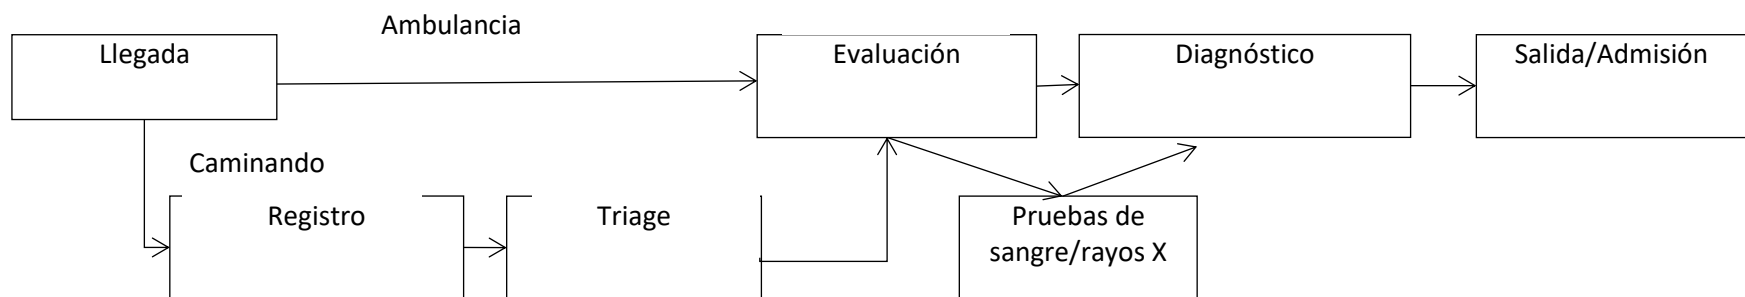 Ambulancia
Llegada
Evaluación
Diagnóstico
Salida/Admisión
Caminando
Registro
Triage
Pruebas de
sangre/rayos X